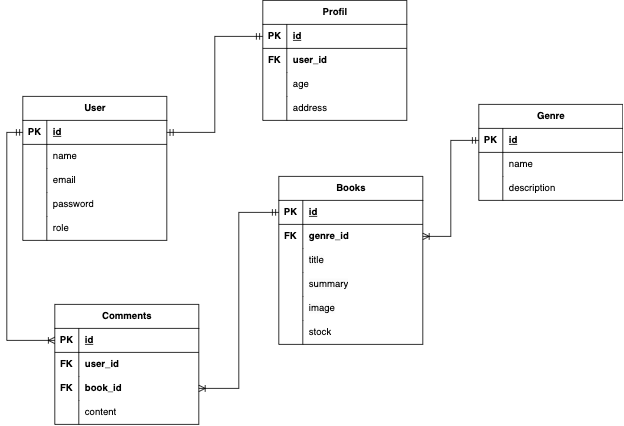 Profil
PK id
FK user_id
age
address
User
PK id
name
email
password
role
Genre
PK id
name
description
Books
PK id
FK genre_id
title
summary
image
stock
Comments
PK id
FK user_id
FK book_id
content